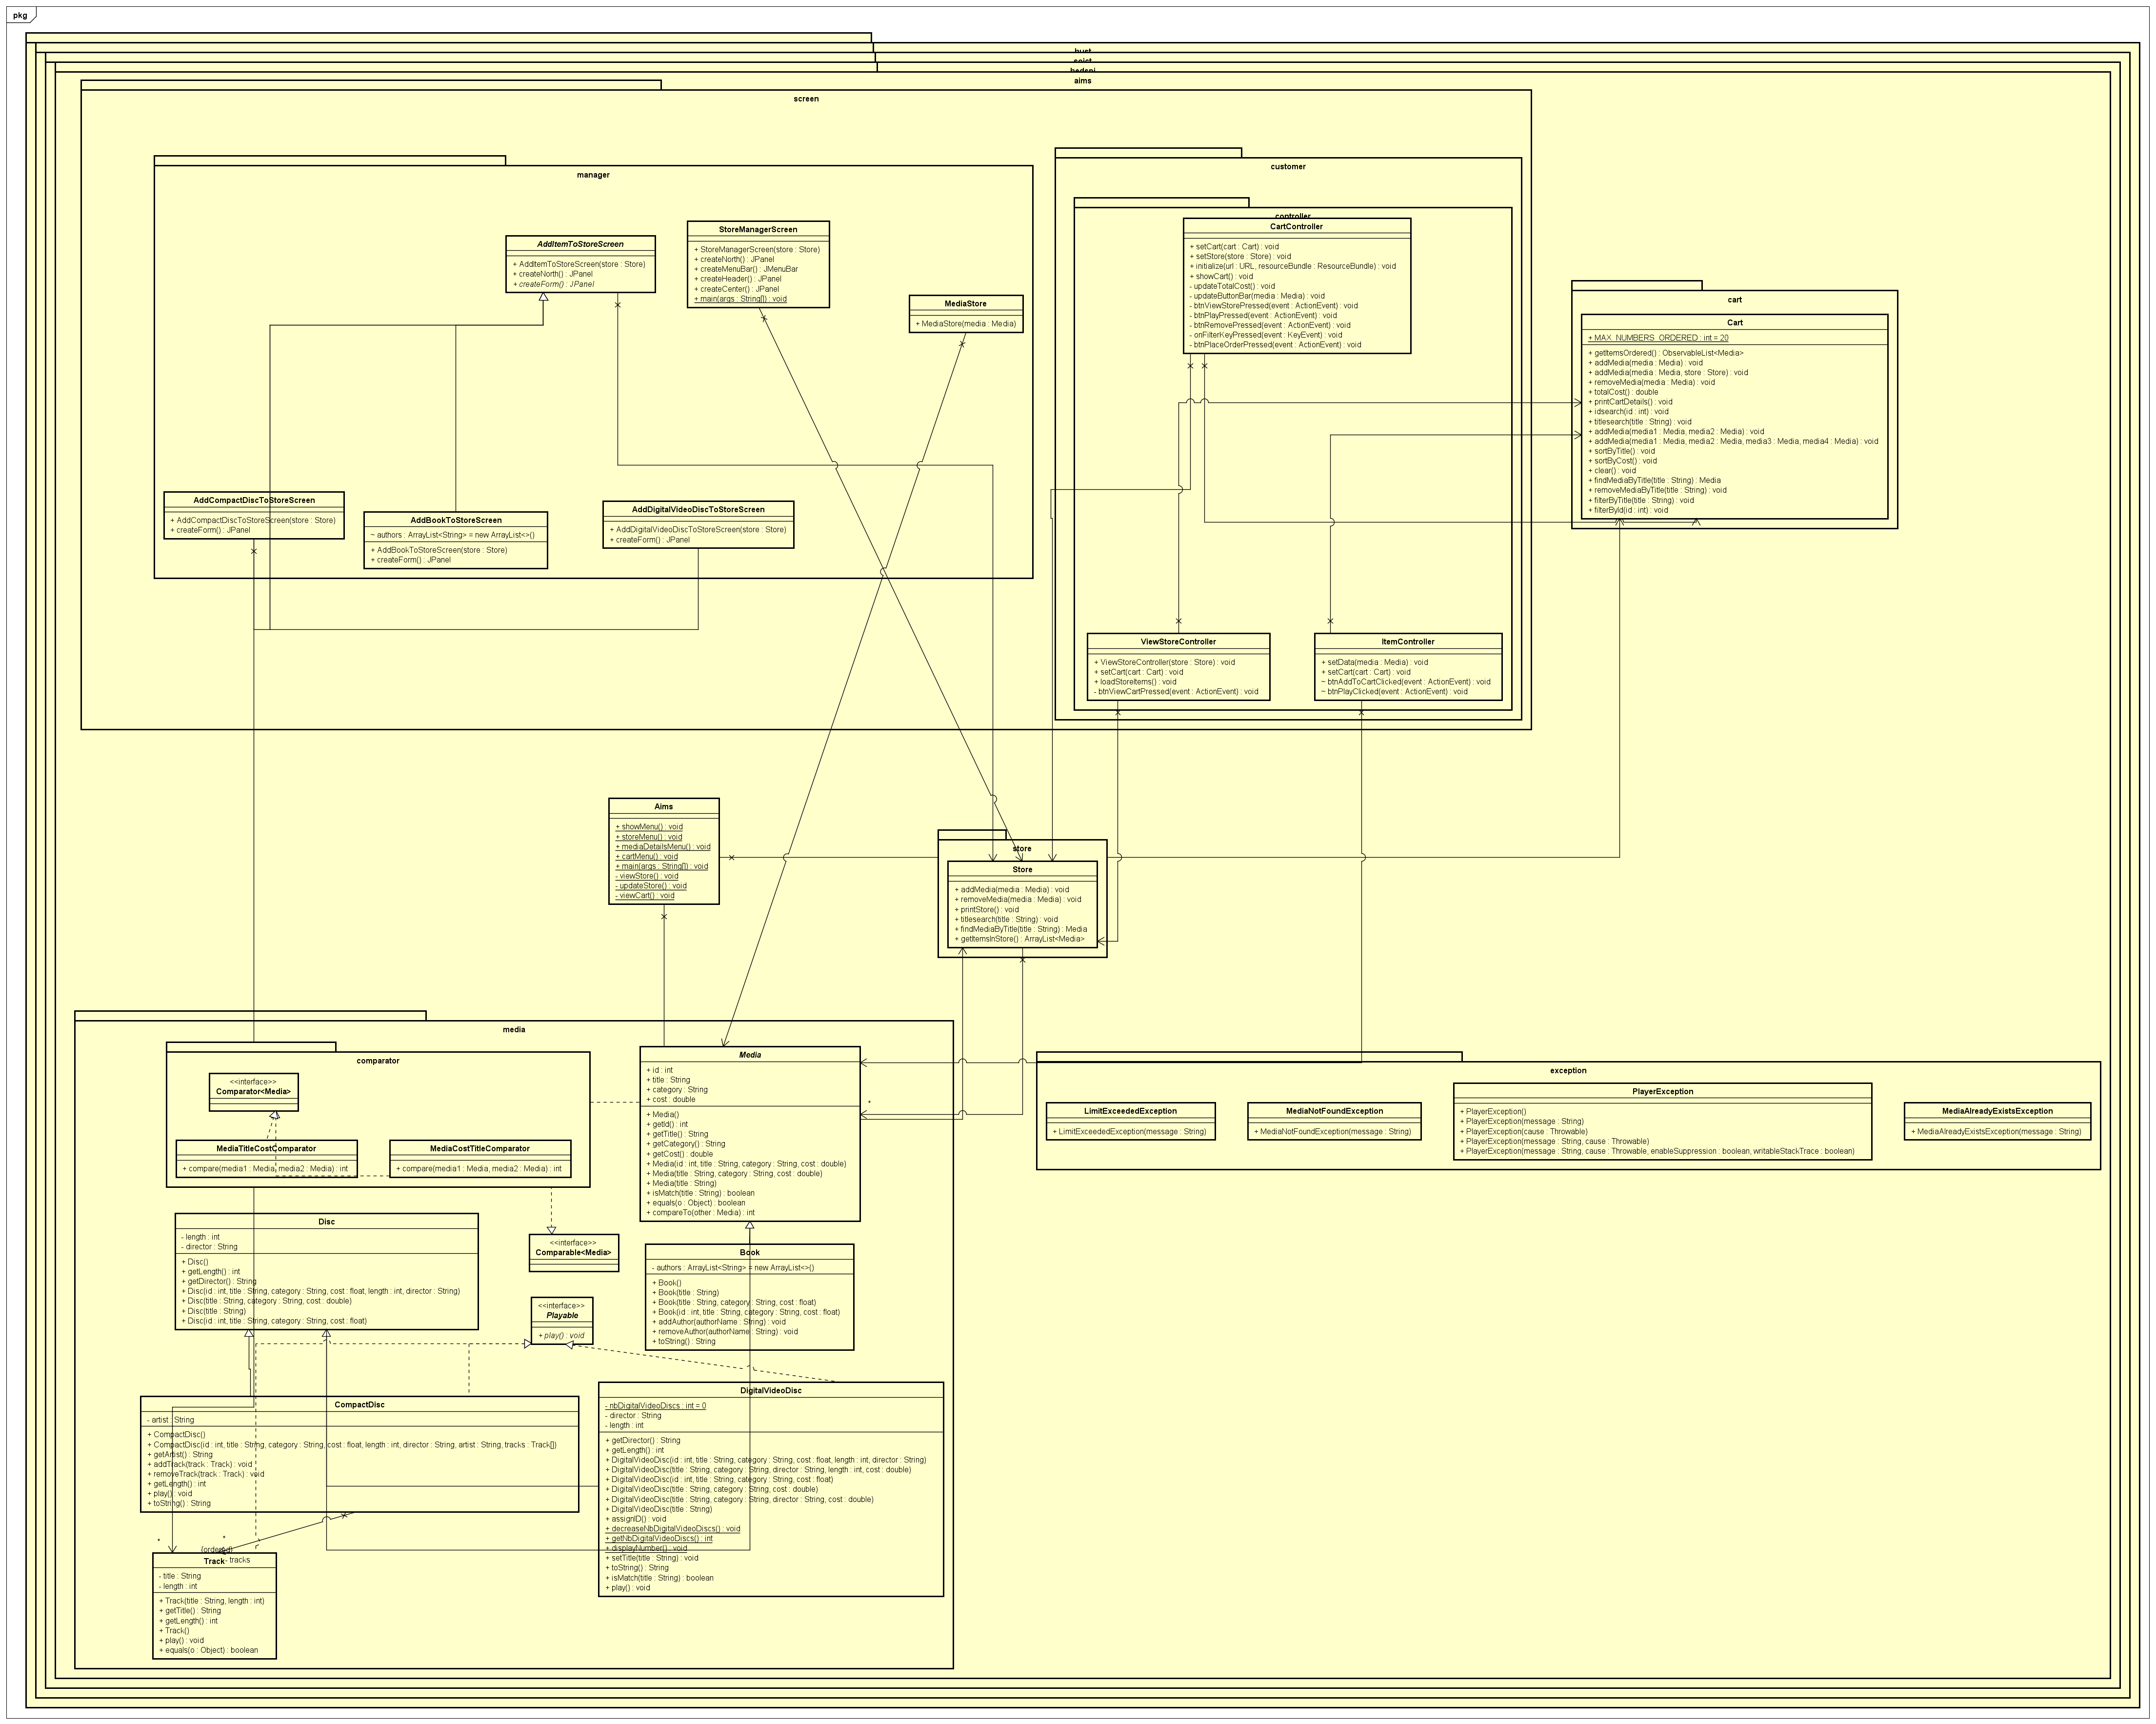 pkg
hust
soict
hedspi
aims
screen
manager
AddItemToStoreScreen
+ AddItemToStoreScreen(store : Store)
+ createNorth() : JPanel
+ createForm() : JPanel
StoreManagerScreen
+ StoreManagerScreen(store : Store)
+ createNorth() : JPanel
+ createMenuBar() : JMenuBar
+ createHeader() : JPanel
+ createCenter() : JPanel
+ main(args : String[]) : void
MediaStore
+ MediaStore(media : Media)
AddCompactDiscToStoreScreen
+ AddCompactDiscToStoreScreen(store : Store)
+ createForm() : JPanel
AddBookToStoreScreen
~ authors : ArrayList<String> = new ArrayList<>()
+ AddBookToStoreScreen(store : Store)
+ createForm() : JPanel
AddDigitalVideoDiscToStoreScreen
+ AddDigitalVideoDiscToStoreScreen(store : Store)
+ createForm() : JPanel
customer
controller
CartController
+ setCart(cart : Cart) : void
+ setStore(store : Store) : void
+ initialize(url : URL, resourceBundle : ResourceBundle) : void
+ showCart() : void
- updateTotalCost() : void
- updateButtonBar(media : Media) : void
- btnViewStorePressed(event : ActionEvent) : void
- btnPlayPressed(event : ActionEvent) : void
- btnRemovePressed(event : ActionEvent) : void
- onFilterKeyPressed(event : KeyEvent) : void
- btnPlaceOrderPressed(event : ActionEvent) : void
ViewStoreController
+ ViewStoreController(store : Store) : void
+ setCart(cart : Cart) : void
+ loadStoreItems() : void
- btnViewCartPressed(event : ActionEvent) : void
ItemController
+ setData(media : Media) : void
+ setCart(cart : Cart) : void
~ btnAddToCartClicked(event : ActionEvent) : void
~ btnPlayClicked(event : ActionEvent) : void
cart
Cart
+ MAX_NUMBERS_ORDERED : int = 20
+ getItemsOrdered() : ObservableList<Media>
+ addMedia(media : Media) : void
+ addMedia(media : Media, store : Store) : void
+ removeMedia(media : Media) : void
+ totalCost() : double
+ printCartDetails() : void
+ idsearch(id : int) : void
+ titlesearch(title : String) : void
+ addMedia(media1 : Media, media2 : Media) : void
+ addMedia(media1 : Media, media2 : Media, media3 : Media, media4 : Media) : void
+ sortByTitle() : void
+ sortByCost() : void
+ clear() : void
+ findMediaByTitle(title : String) : Media
+ removeMediaByTitle(title : String) : void
+ filterByTitle(title : String) : void
+ filterById(id : int) : void
Aims
+ showMenu() : void
+ storeMenu() : void
+ mediaDetailsMenu() : void
+ cartMenu() : void
+ main(args : String[]) : void
- viewStore() : void
- updateStore() : void
- viewCart() : void
store
Store
+ addMedia(media : Media) : void
+ removeMedia(media : Media) : void
+ printStore() : void
+ titlesearch(title : String) : void
+ findMediaByTitle(title : String) : Media
+ getItemsInStore() : ArrayList<Media>
media
comparator
<<interface>>
Comparator<Media>
MediaTitleCostComparator
+ compare(media1 : Media, media2 : Media) : int
MediaCostTitleComparator
+ compare(media1 : Media, media2 : Media) : int
Media
+ id : int
+ title : String
+ category : String
+ cost : double
+ Media()
+ getId() : int
+ getTitle() : String
+ getCategory() : String
+ getCost() : double
+ Media(id : int, title : String, category : String, cost : double)
+ Media(title : String, category : String, cost : double)
+ Media(title : String)
+ isMatch(title : String) : boolean
+ equals(o : Object) : boolean
+ compareTo(other : Media) : int
*
exception
LimitExceededException
+ LimitExceededException(message : String)
MediaNotFoundException
+ MediaNotFoundException(message : String)
PlayerException
+ PlayerException()
+ PlayerException(message : String)
+ PlayerException(cause : Throwable)
+ PlayerException(message : String, cause : Throwable)
+ PlayerException(message : String, cause : Throwable, enableSuppression : boolean, writableStackTrace : boolean)
MediaAlreadyExistsException
+ MediaAlreadyExistsException(message : String)
Disc
- length : int
- director : String
+ Disc()
+ getLength() : int
+ getDirector() : String
+ Disc(id : int, title : String, category : String, cost : float, length : int, director : String)
+ Disc(title : String, category : String, cost : double)
+ Disc(title : String)
+ Disc(id : int, title : String, category : String, cost : float)
<<interface>>
Comparable<Media>
<<interface>>
Playable
+ play() : void
Book
- authors : ArrayList<String> = new ArrayList<>()
+ Book()
+ Book(title : String)
+ Book(title : String, category : String, cost : float)
+ Book(id : int, title : String, category : String, cost : float)
+ addAuthor(authorName : String) : void
+ removeAuthor(authorName : String) : void
+ toString() : String
CompactDisc
- artist : String
+ CompactDisc()
+ CompactDisc(id : int, title : String, category : String, cost : float, length : int, director : String, artist : String, tracks : Track[])
+ getArtist() : String
+ addTrack(track : Track) : void
+ removeTrack(track : Track) : void
+ getLength() : int
+ play() : void
+ toString() : String
DigitalVideoDisc
- nbDigitalVideoDiscs : int = 0
- director : String
- length : int
+ getDirector() : String
+ getLength() : int
+ DigitalVideoDisc(id : int, title : String, category : String, cost : float, length : int, director : String)
+ DigitalVideoDisc(title : String, category : String, director : String, length : int, cost : double)
+ DigitalVideoDisc(id : int, title : String, category : String, cost : float)
+ DigitalVideoDisc(title : String, category : String, cost : double)
+ DigitalVideoDisc(title : String, category : String, director : String, cost : double)
+ DigitalVideoDisc(title : String)
+ assignID() : void
+ decreaseNbDigitalVideoDiscs() : void
+ getNbDigitalVideoDiscs() : int
+ displayNumber() : void
+ setTitle(title : String) : void
+ toString() : String
+ isMatch(title : String) : boolean
+ play() : void
*
*
{ordered}
- tracks
Track
- title : String
- length : int
+ Track(title : String, length : int)
+ getTitle() : String
+ getLength() : int
+ Track()
+ play() : void
+ equals(o : Object) : boolean